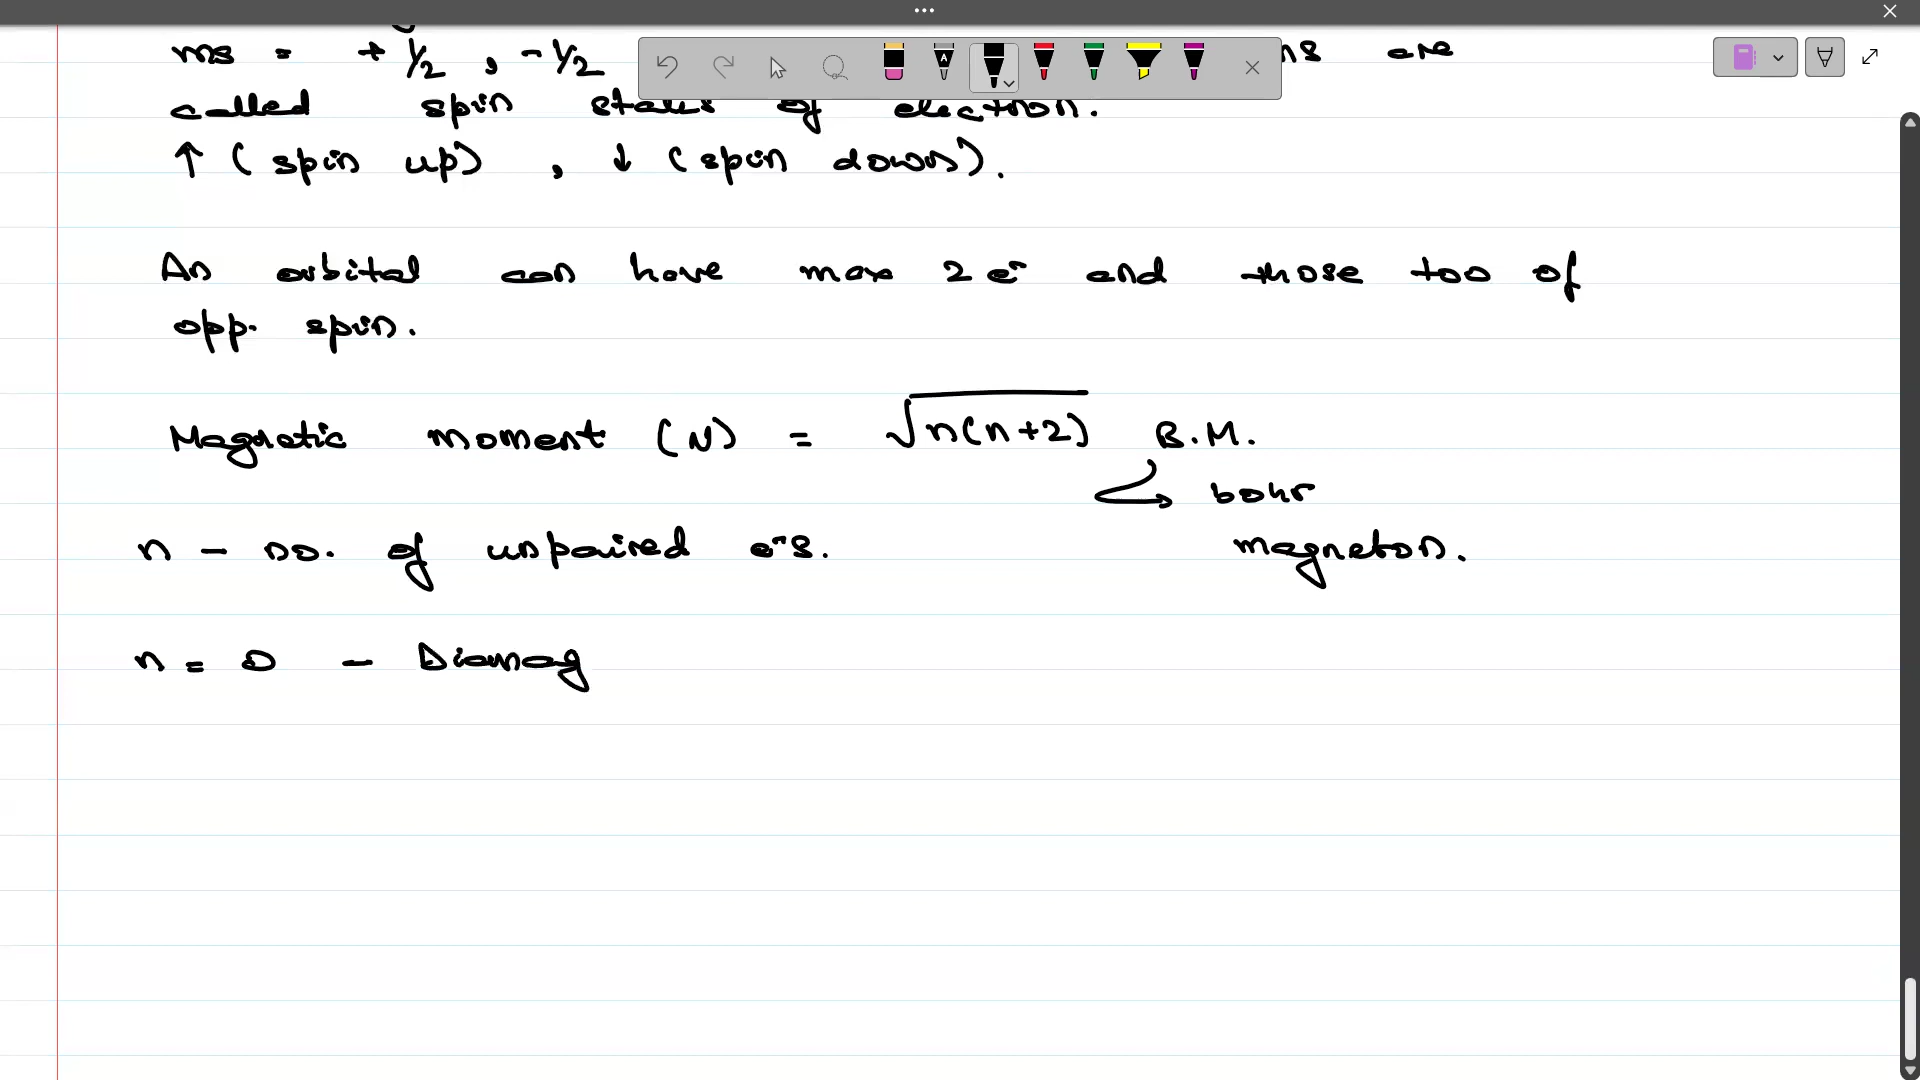 ms = + 1/2 , - 1/2 ns are
called spin states of electron.
↑ ( spin up) , ↓ ( spin down).
An orbital can have max 2 e⁻ and those too of
opp. spin.
Magnetic moment (μ) = √n(n+2) B.M.
↪ bohr
n - no. of unpaired e⁻s. magneton.
n = 0 - Diamag